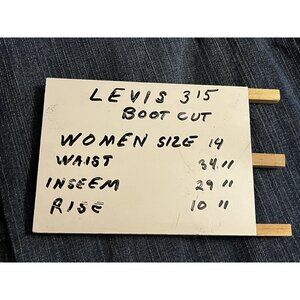 LEVIS 315
BOOT CUT
WOMEN SIZE 14
WAIST 34"
INSEEM 29"
RISE 10"